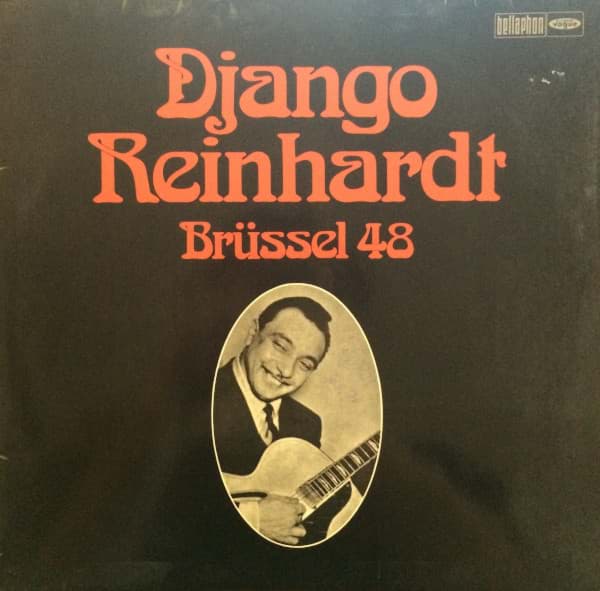 bellaphon vogue
Django
Reinhardt
Brüssel 48